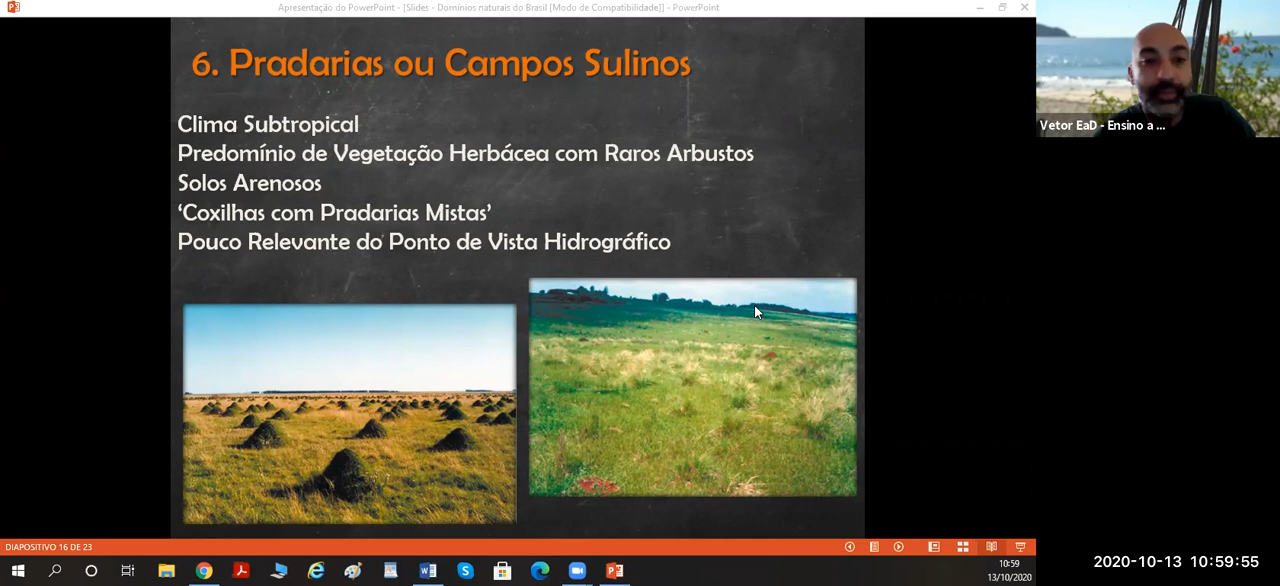 Apresentação do PowerPoint - [Slides - Domínios naturais do Brasil [Modo de Compatibilidade]] - PowerPoint
6. Pradarias ou Campos Sulinos
Clima Subtropical
Predomínio de Vegetação Herbácea com Raros Arbustos
Solos Arenosos
‘Coxilhas com Pradarias Mistas’
Pouco Relevante do Ponto de Vista Hidrográfico
Vetor EaD - Ensino a ...
DIAPOSITIVO 16 DE 23
10:59
13/10/2020
2020-10-13 10:59:55